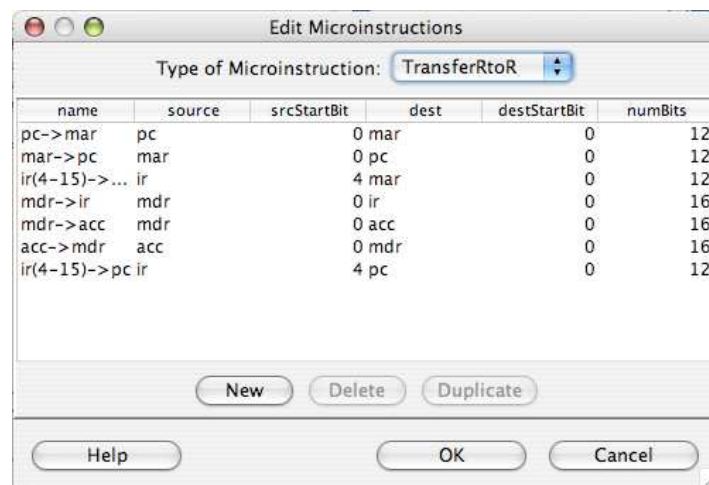 Edit Microinstructions
Type of Microinstruction: TransferRtoR
name source srcStartBit dest destStartBit numBits
pc->mar pc 0 mar 0 12
mar->pc mar 0 pc 0 12
ir(4-15)->... ir 4 mar 0 12
mdr->ir mdr 0 ir 0 16
mdr->acc mdr 0 acc 0 16
acc->mdr acc 0 mdr 0 16
ir(4-15)->pc ir 4 pc 0 12
New Delete Duplicate
Help OK Cancel